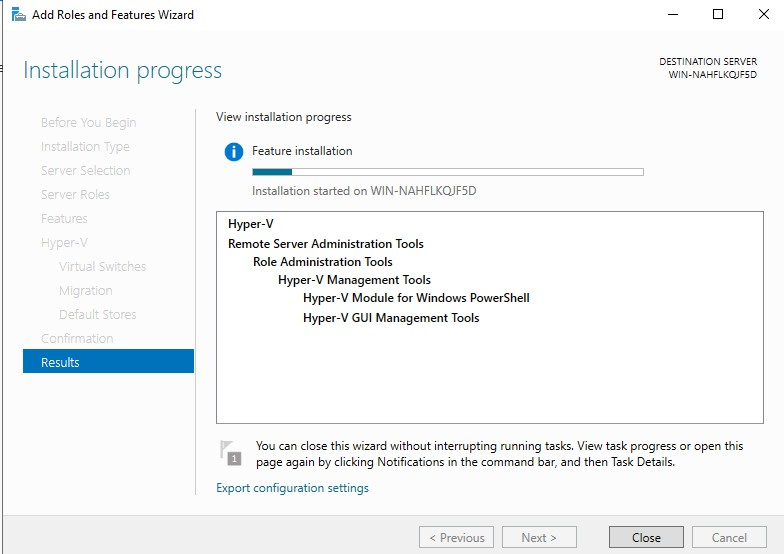 Add Roles and Features Wizard
Installation progress
DESTINATION SERVER
WIN-NAHFLKQJF5D
Before You Begin
Installation Type
Server Selection
Server Roles
Features
Hyper-V
Virtual Switches
Migration
Default Stores
Confirmation
Results
View installation progress
Feature installation
Installation started on WIN-NAHFLKQJF5D
Hyper-V
Remote Server Administration Tools
Role Administration Tools
Hyper-V Management Tools
Hyper-V Module for Windows PowerShell
Hyper-V GUI Management Tools
1
You can close this wizard without interrupting running tasks. View task progress or open this
page again by clicking Notifications in the command bar, and then Task Details.
Export configuration settings
< Previous
Next >
Close
Cancel